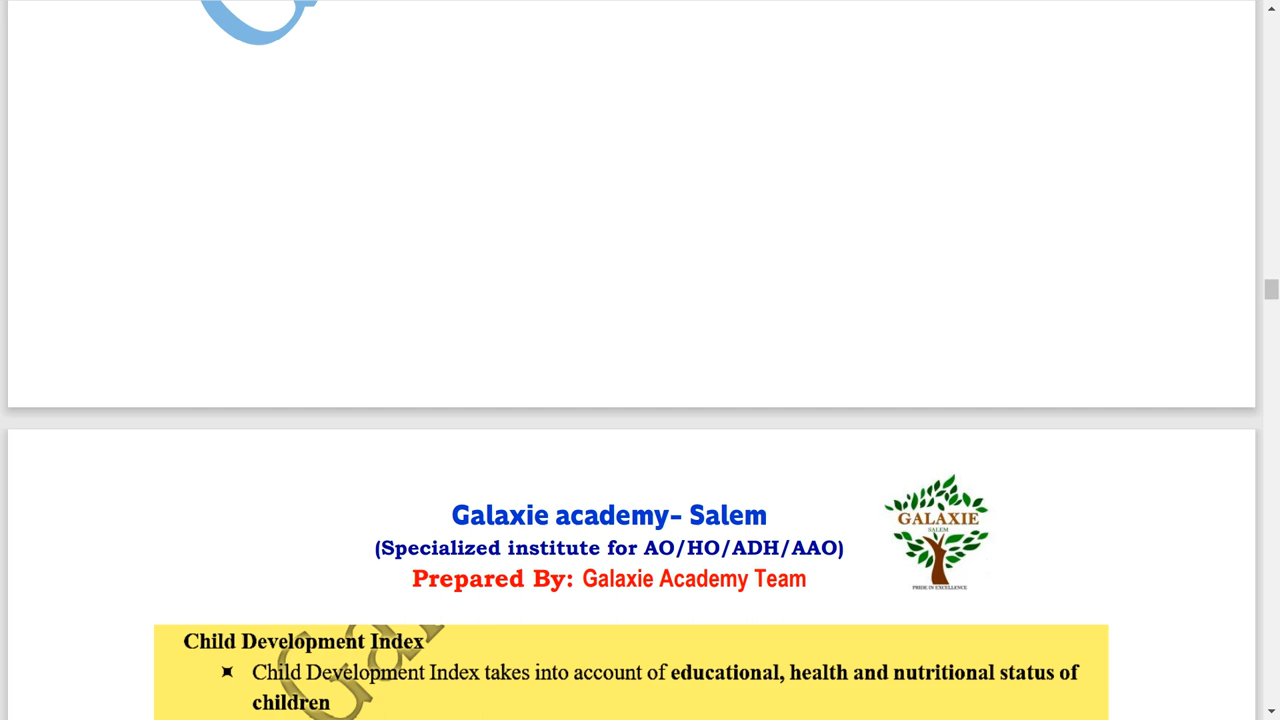 Galaxie academy- Salem
(Specialized institute for AO/HO/ADH/AAO)
Prepared By: Galaxie Academy Team
GALAXIE
SALEM
PRIDE IN EXCELLENCE
Child Development Index
Child Development Index takes into account of educational, health and nutritional status of
children